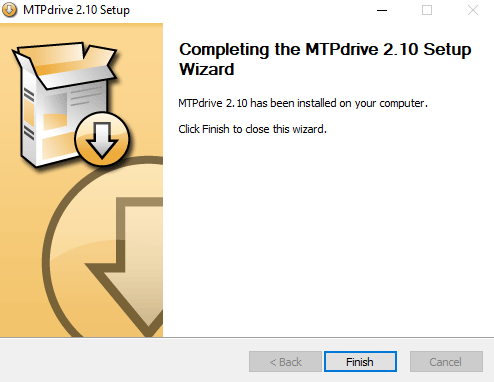 MTPdrive 2.10 Setup
Completing the MTPdrive 2.10 Setup
Wizard
MTPdrive 2.10 has been installed on your computer.
Click Finish to close this wizard.
< Back
Finish
Cancel